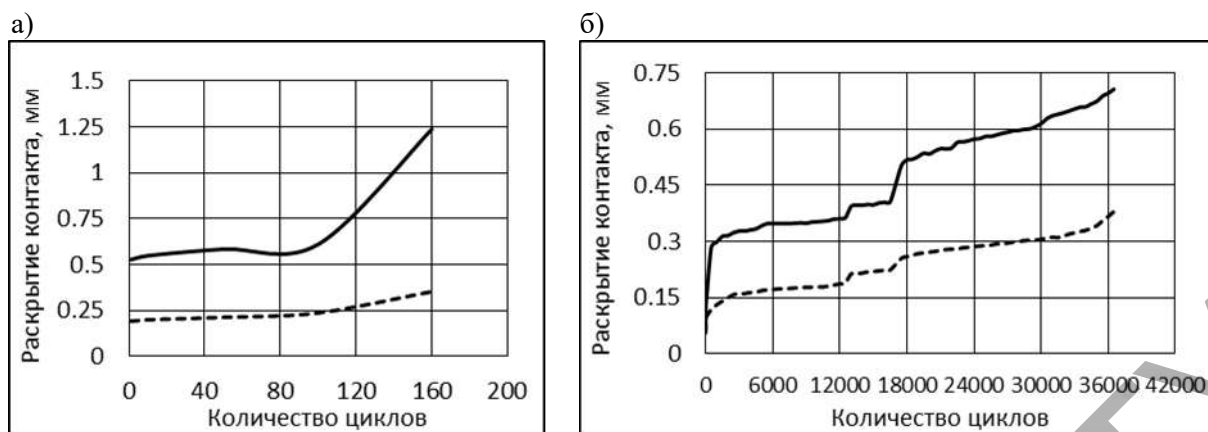 а)
Раскрытие контакта, мм
1.5
1.25
1
0.75
0.5
0.25
0
0 40 80 120 160 200
Количество циклов
б)
Раскрытие контакта, мм
0.75
0.6
0.45
0.3
0.15
0
0 6000 12000 18000 24000 30000 36000 42000
Количество циклов